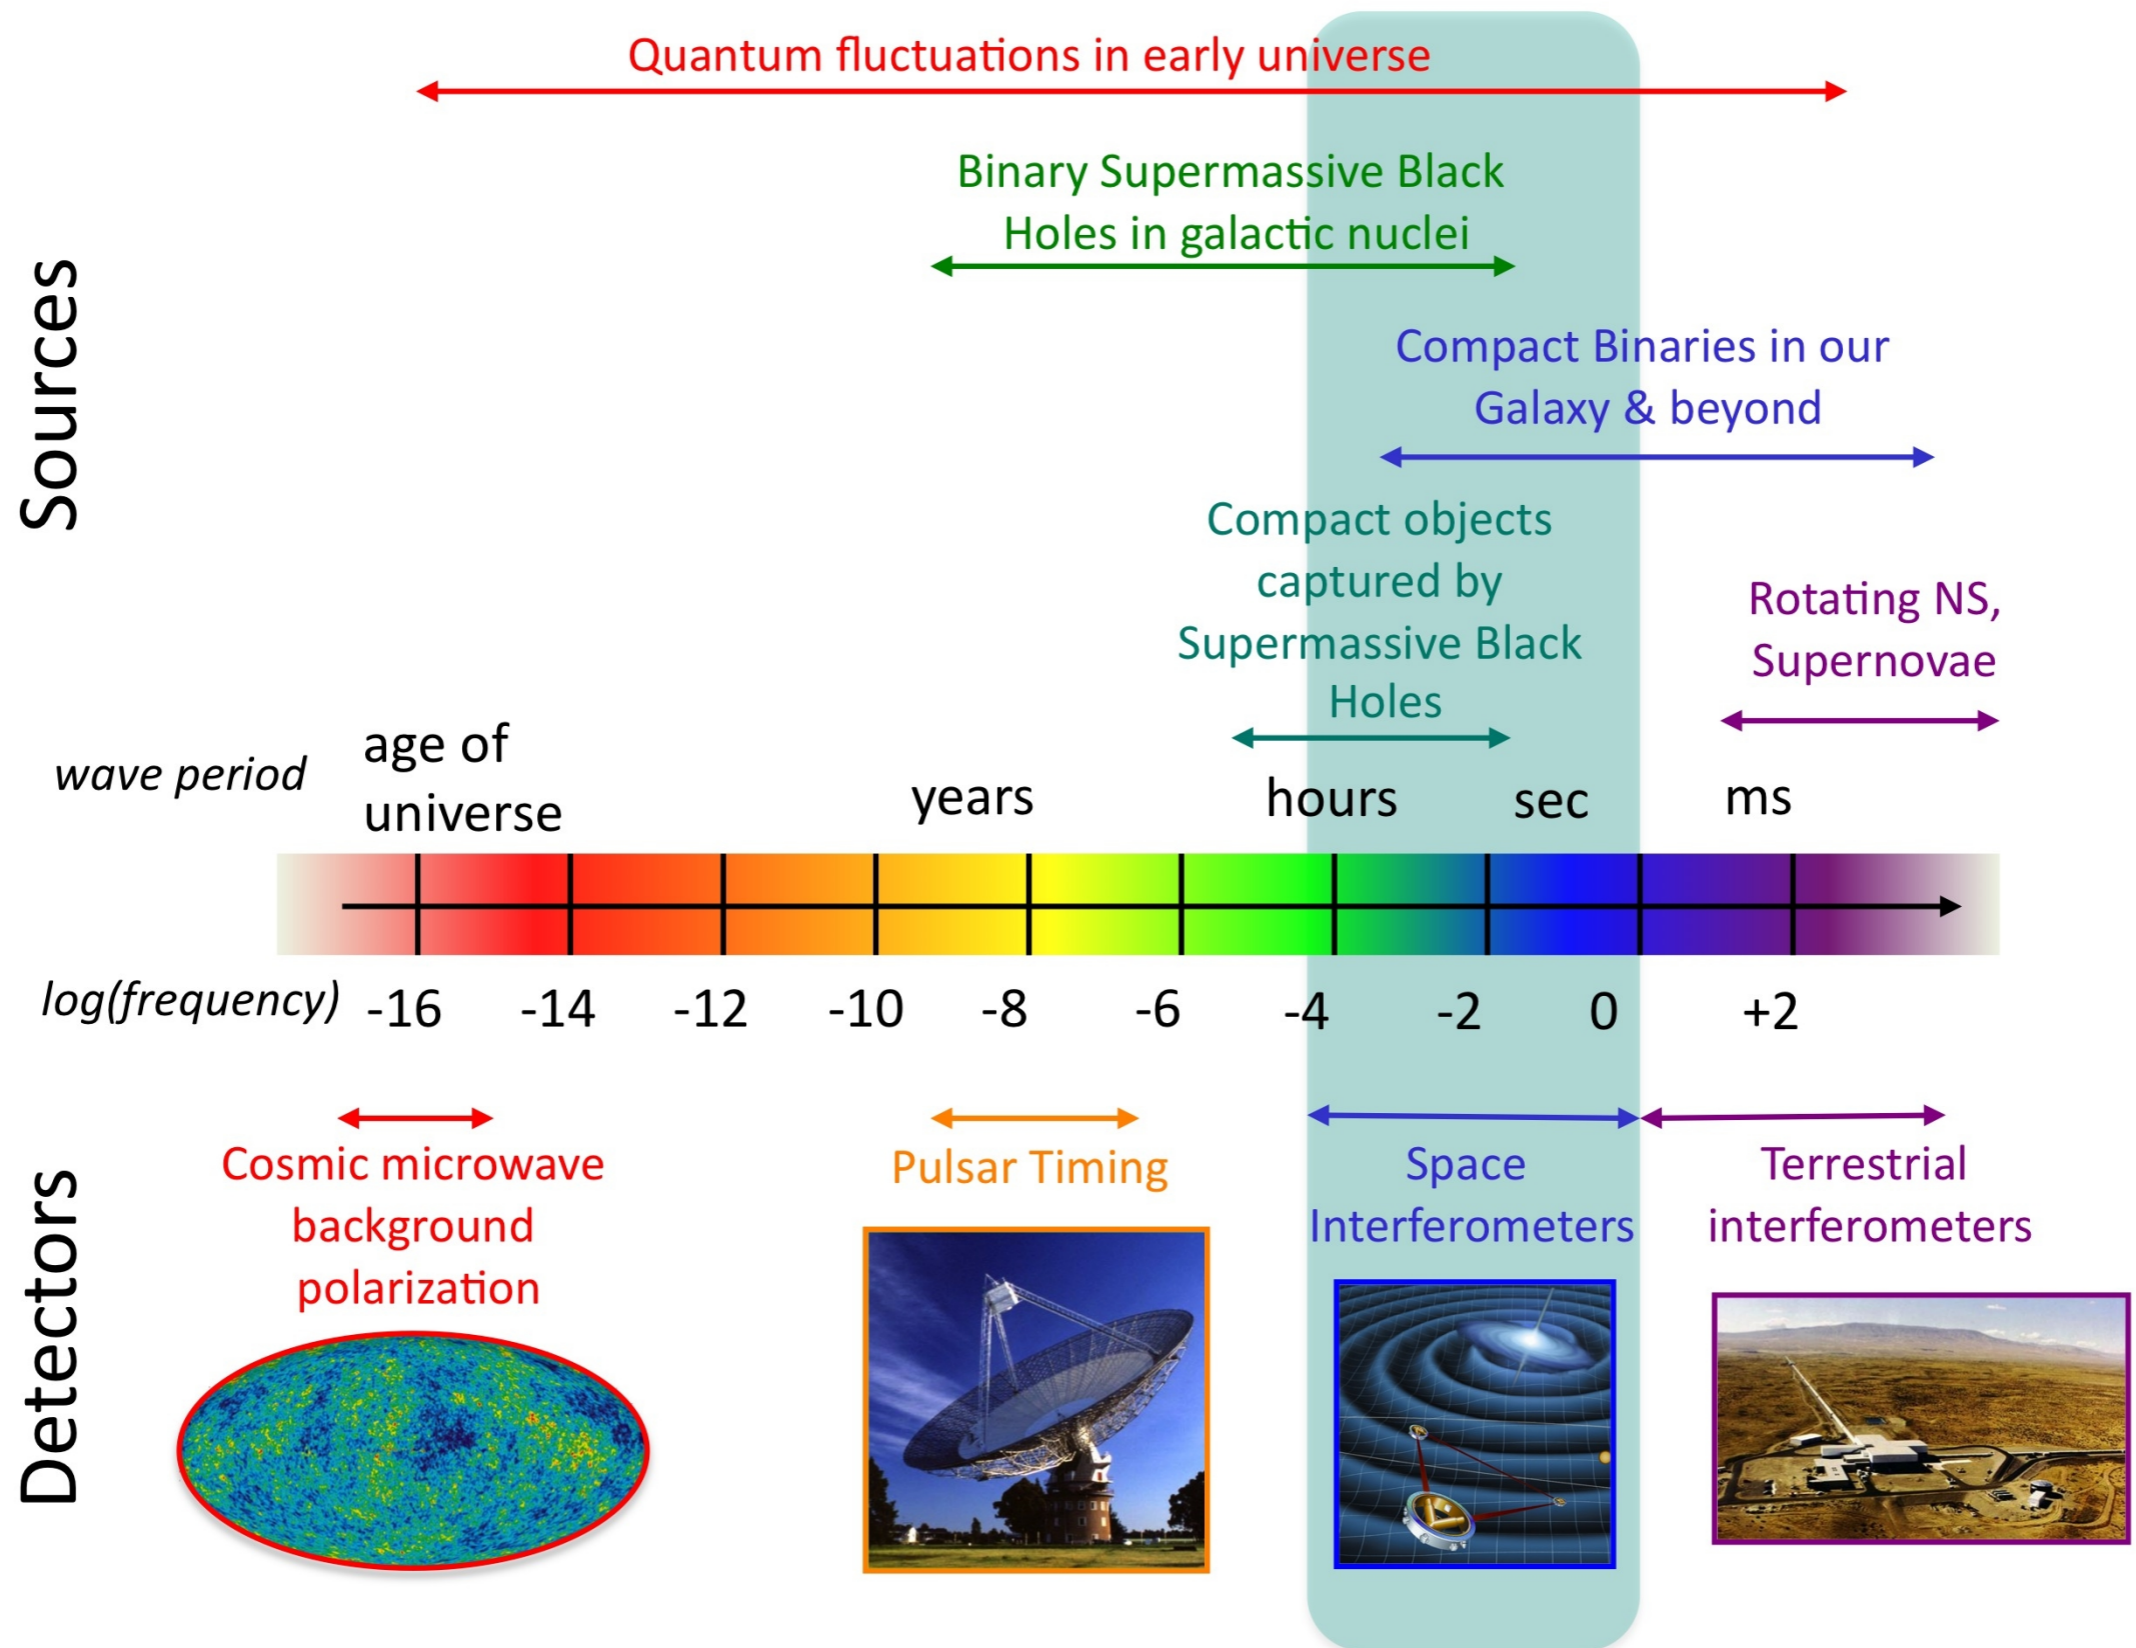 Quantum fluctuations in early universe
Binary Supermassive Black
Holes in galactic nuclei
Compact Binaries in our
Galaxy & beyond
Compact objects
captured by
Supermassive Black
Holes
Rotating NS,
Supernovae
Sources
wave period
age of
universe
years
hours
sec
ms
log(frequency)
-16
-14
-12
-10
-8
-6
-4
-2
0
+2
Detectors
Cosmic microwave
background
polarization
Pulsar Timing
Space
Interferometers
Terrestrial
interferometers